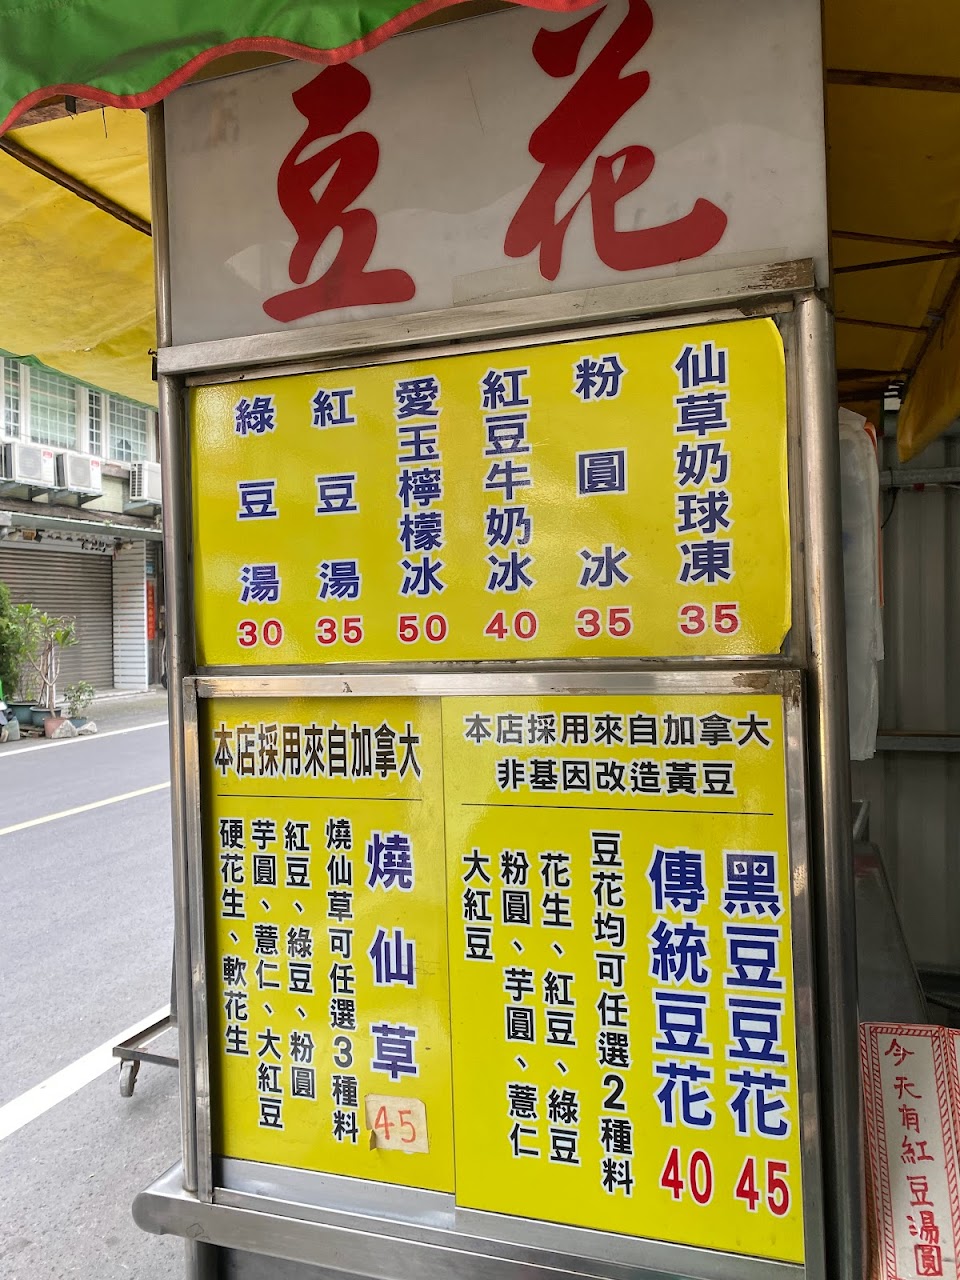 豆花
仙草奶球凍 35
粉圓冰 35
紅豆牛奶冰 40
愛玉檸檬冰 50
紅豆湯 35
綠豆湯 30
本店採用來自加拿大
非基因改造黃豆
黑豆豆花 45
傳統豆花 40
豆花均可任選2種料
花生、紅豆、綠豆
粉圓、芋圓、薏仁
大紅豆
本店採用來自加拿大
燒仙草 45
燒仙草可任選3種料
紅豆、綠豆、粉圓
芋圓、薏仁、大紅豆
硬花生、軟花生
今天有紅豆湯圓